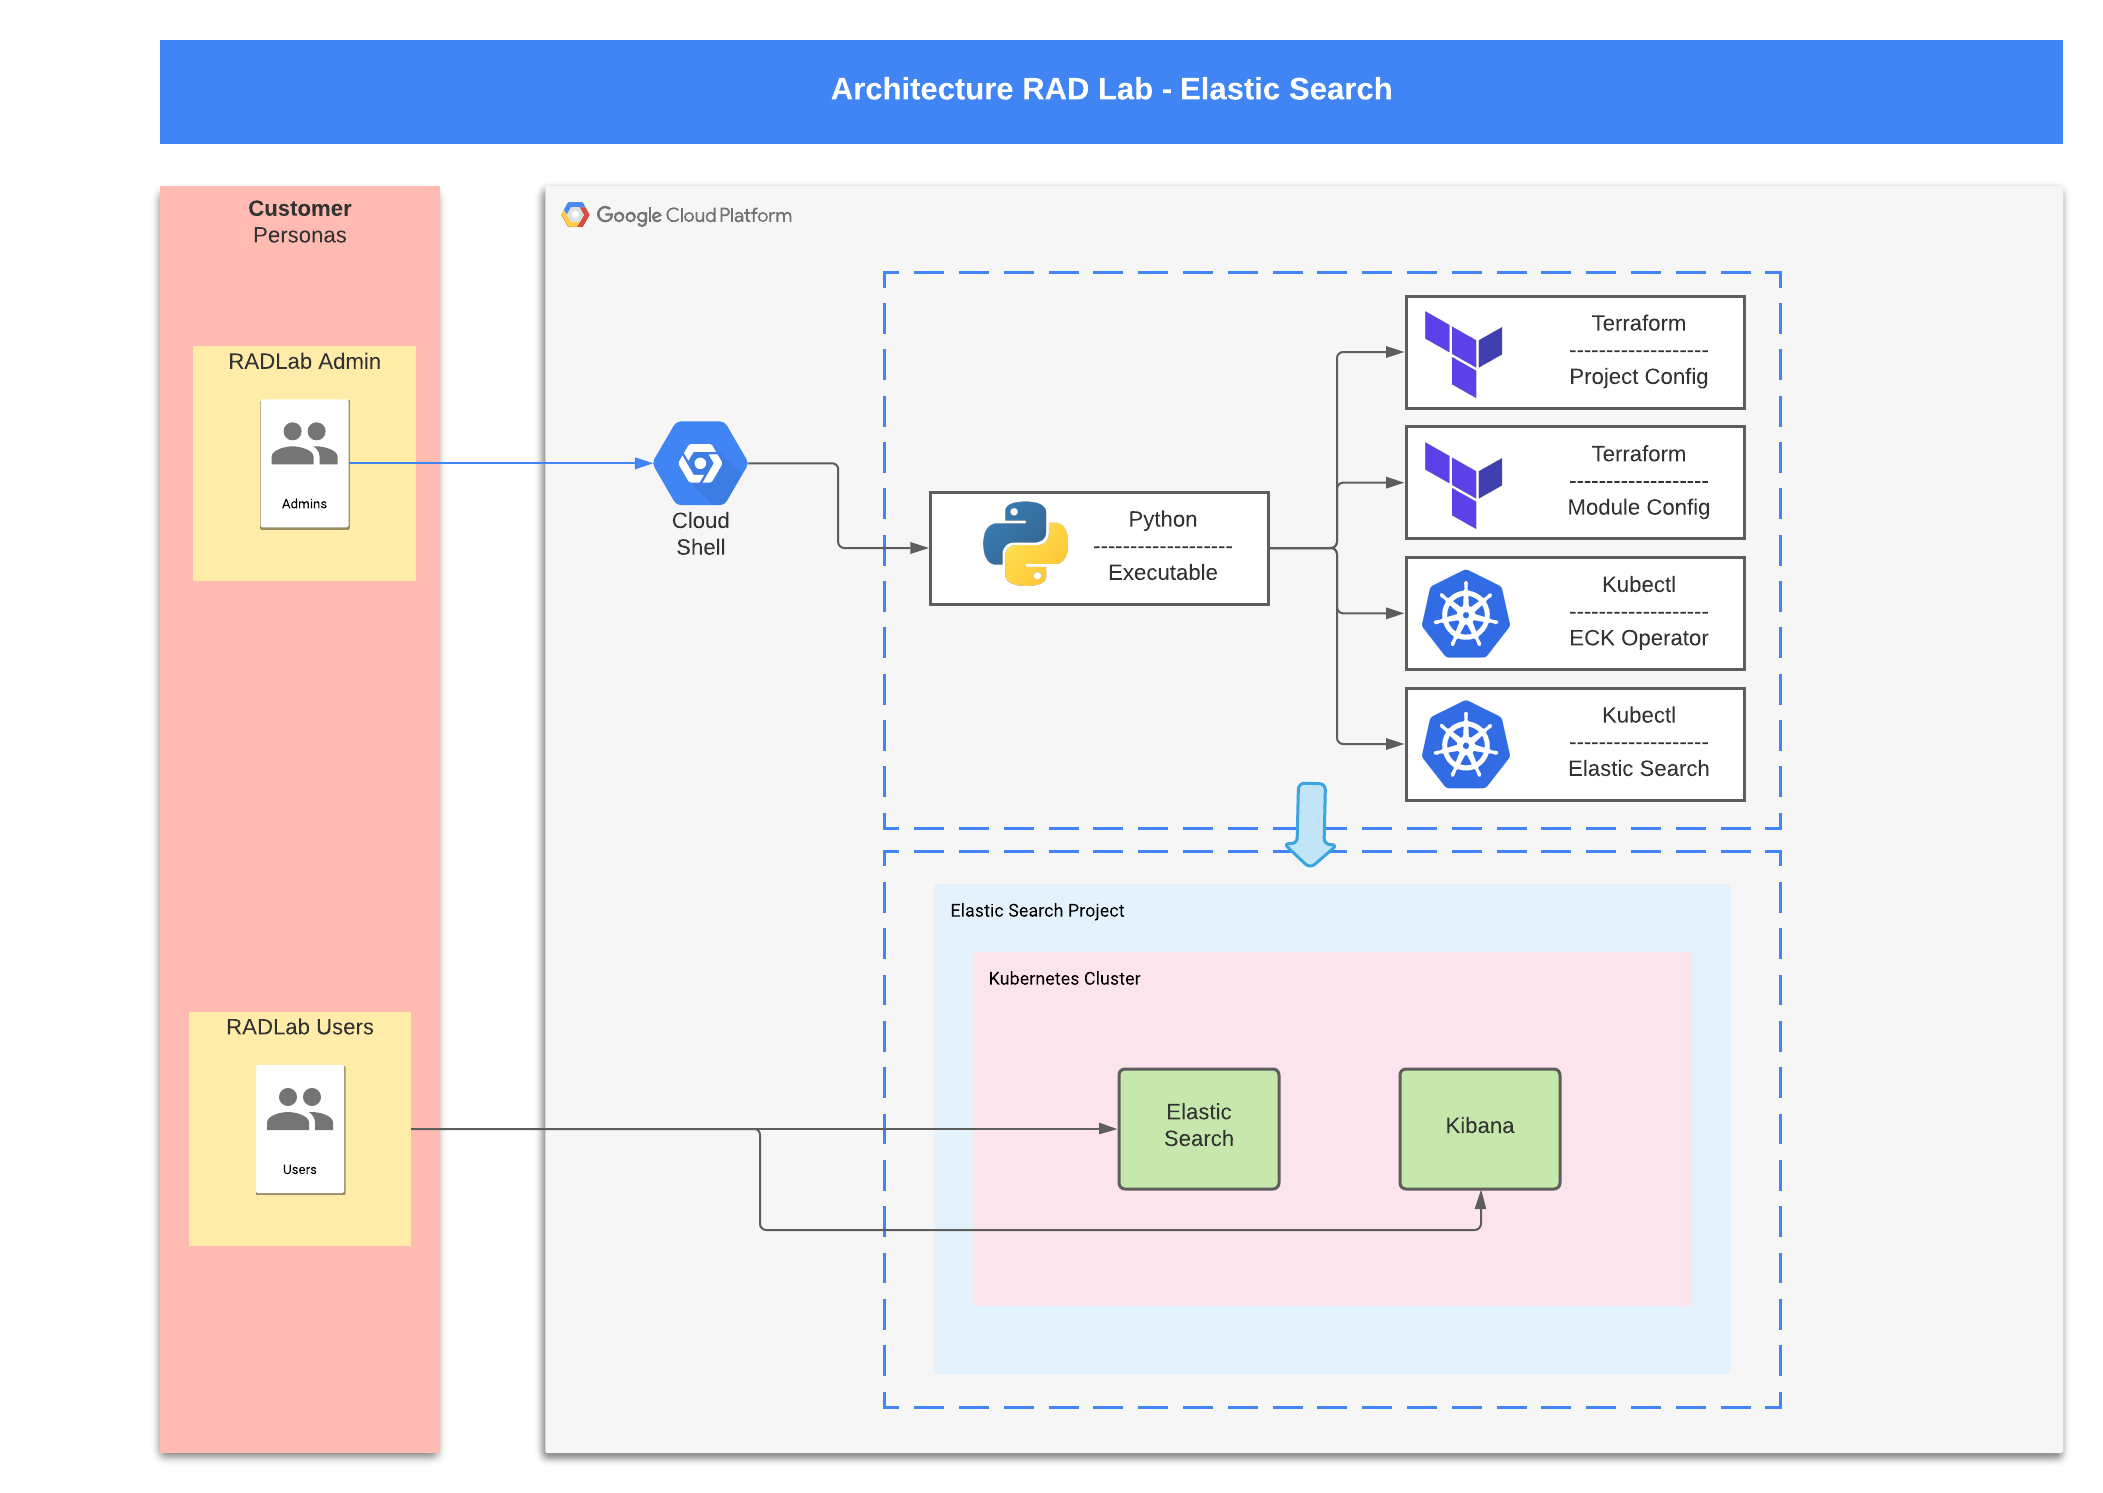 Architecture RAD Lab - Elastic Search
Customer
Personas
RADLab Admin
Admins
RADLab Users
Users
Google Cloud Platform
Cloud
Shell
Python
-------------------
Executable
Terraform
-------------------
Project Config
Terraform
-------------------
Module Config
Kubectl
-------------------
ECK Operator
Kubectl
-------------------
Elastic Search
Elastic Search Project
Kubernetes Cluster
Elastic
Search
Kibana